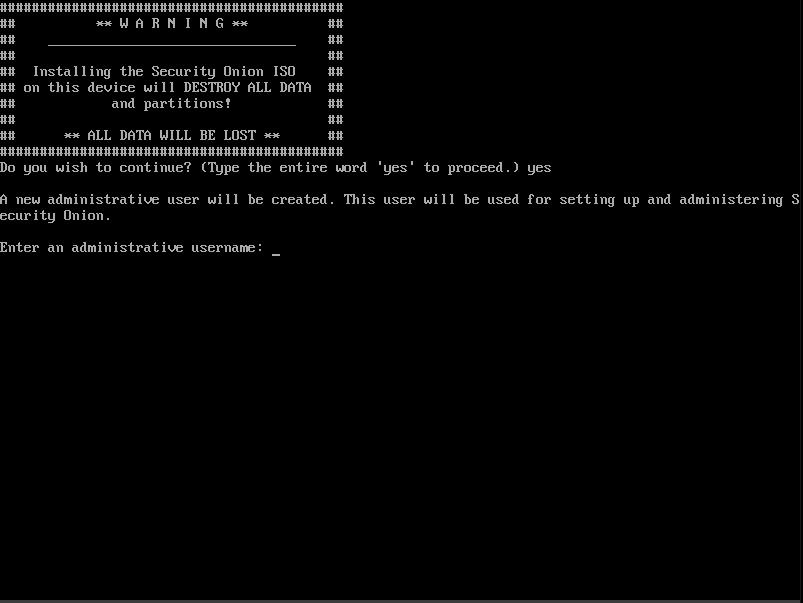 ###########################################
##          ** W A R N I N G **          ##
##    _______________________________    ##
##                                       ##
##  Installing the Security Onion ISO    ##
## on this device will DESTROY ALL DATA  ##
##            and partitions!            ##
##                                       ##
##      ** ALL DATA WILL BE LOST **      ##
###########################################
Do you wish to continue? (Type the entire word 'yes' to proceed.) yes
A new administrative user will be created. This user will be used for setting up and administering S
ecurity Onion.
Enter an administrative username: _